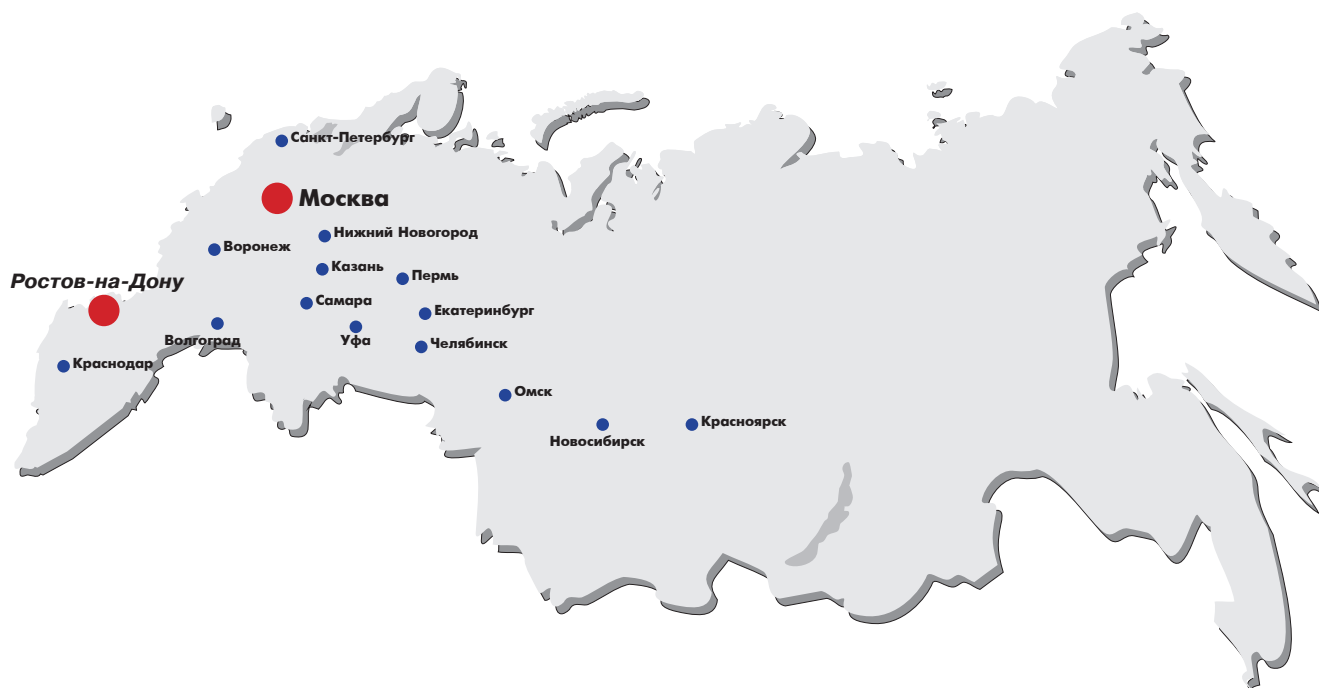 Санкт-Петербург
Москва
Нижний Новогород
Воронеж
Казань
Пермь
Ростов-на-Дону
Самара
Екатеринбург
Волгоград
Уфа
Челябинск
Краснодар
Омск
Красноярск
Новосибирск